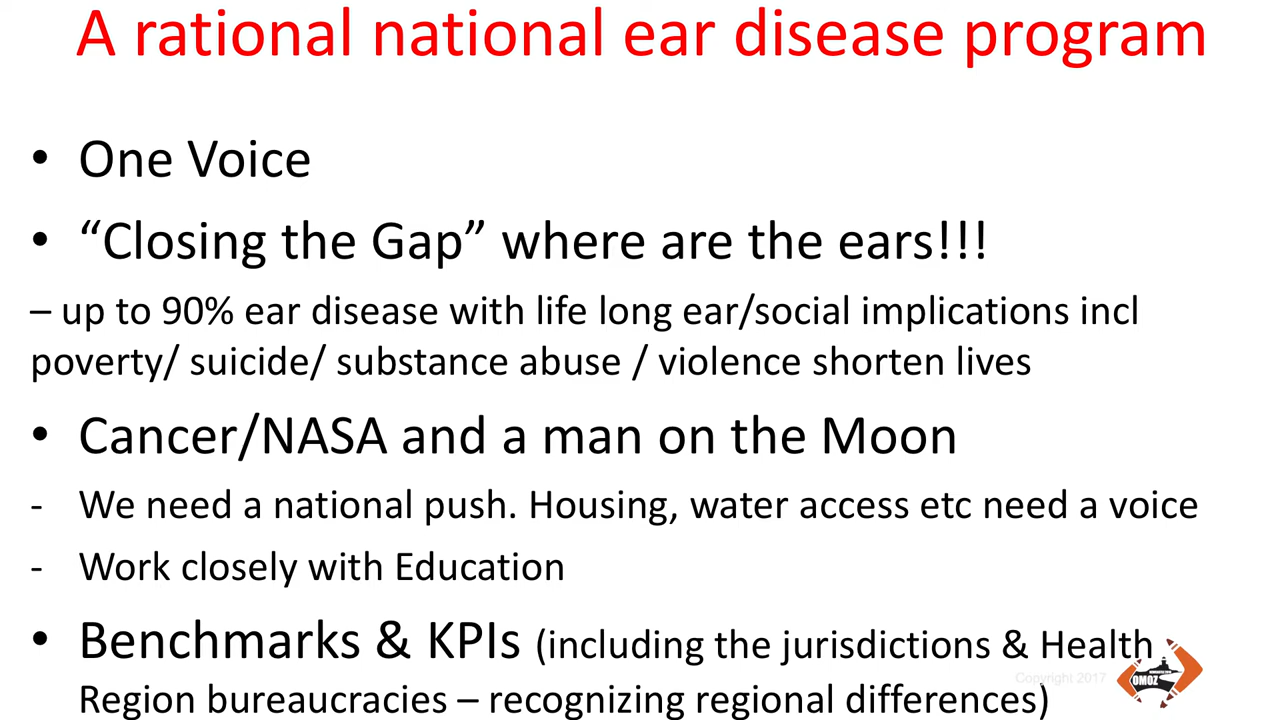 A rational national ear disease program
• One Voice
• “Closing the Gap” where are the ears!!!
– up to 90% ear disease with life long ear/social implications incl
poverty/ suicide/ substance abuse / violence shorten lives
• Cancer/NASA and a man on the Moon
- We need a national push. Housing, water access etc need a voice
- Work closely with Education
• Benchmarks & KPIs (including the jurisdictions & Health
Region bureaucracies – recognizing regional differences)
Copyright 2017
OMOZ